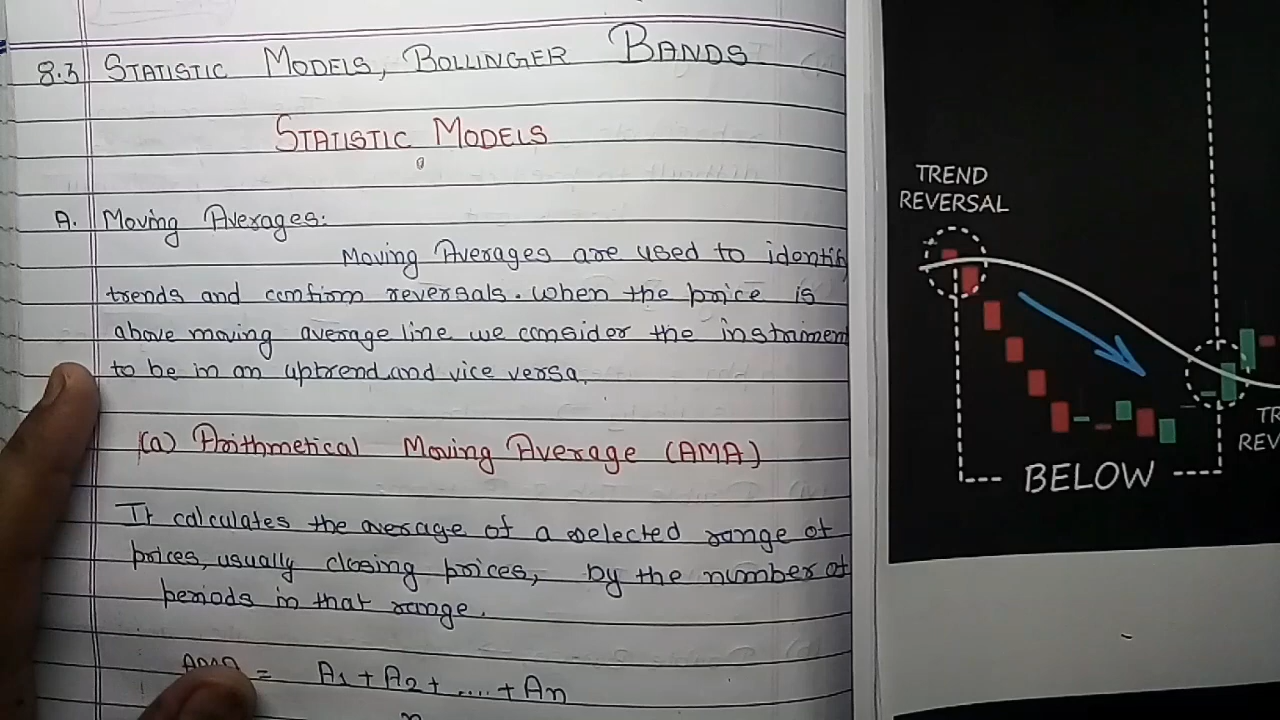 8.3 STATISTIC MODELS, BOLLINGER BANDS
STATISTIC MODELS
A. Moving Averages:
Moving Averages are used to identify
trends and confirm reversals. When the price is
above moving average line we consider the instrument
to be in an uptrend and vice versa.
(a) Arithmetical Moving Average (AMA)
It calculates the average of a selected range of
prices, usually closing prices, by the number of
periods in that range.
AMA = A1 + A2 + .... + An
n
TREND
REVERSAL
BELOW
TR
REV